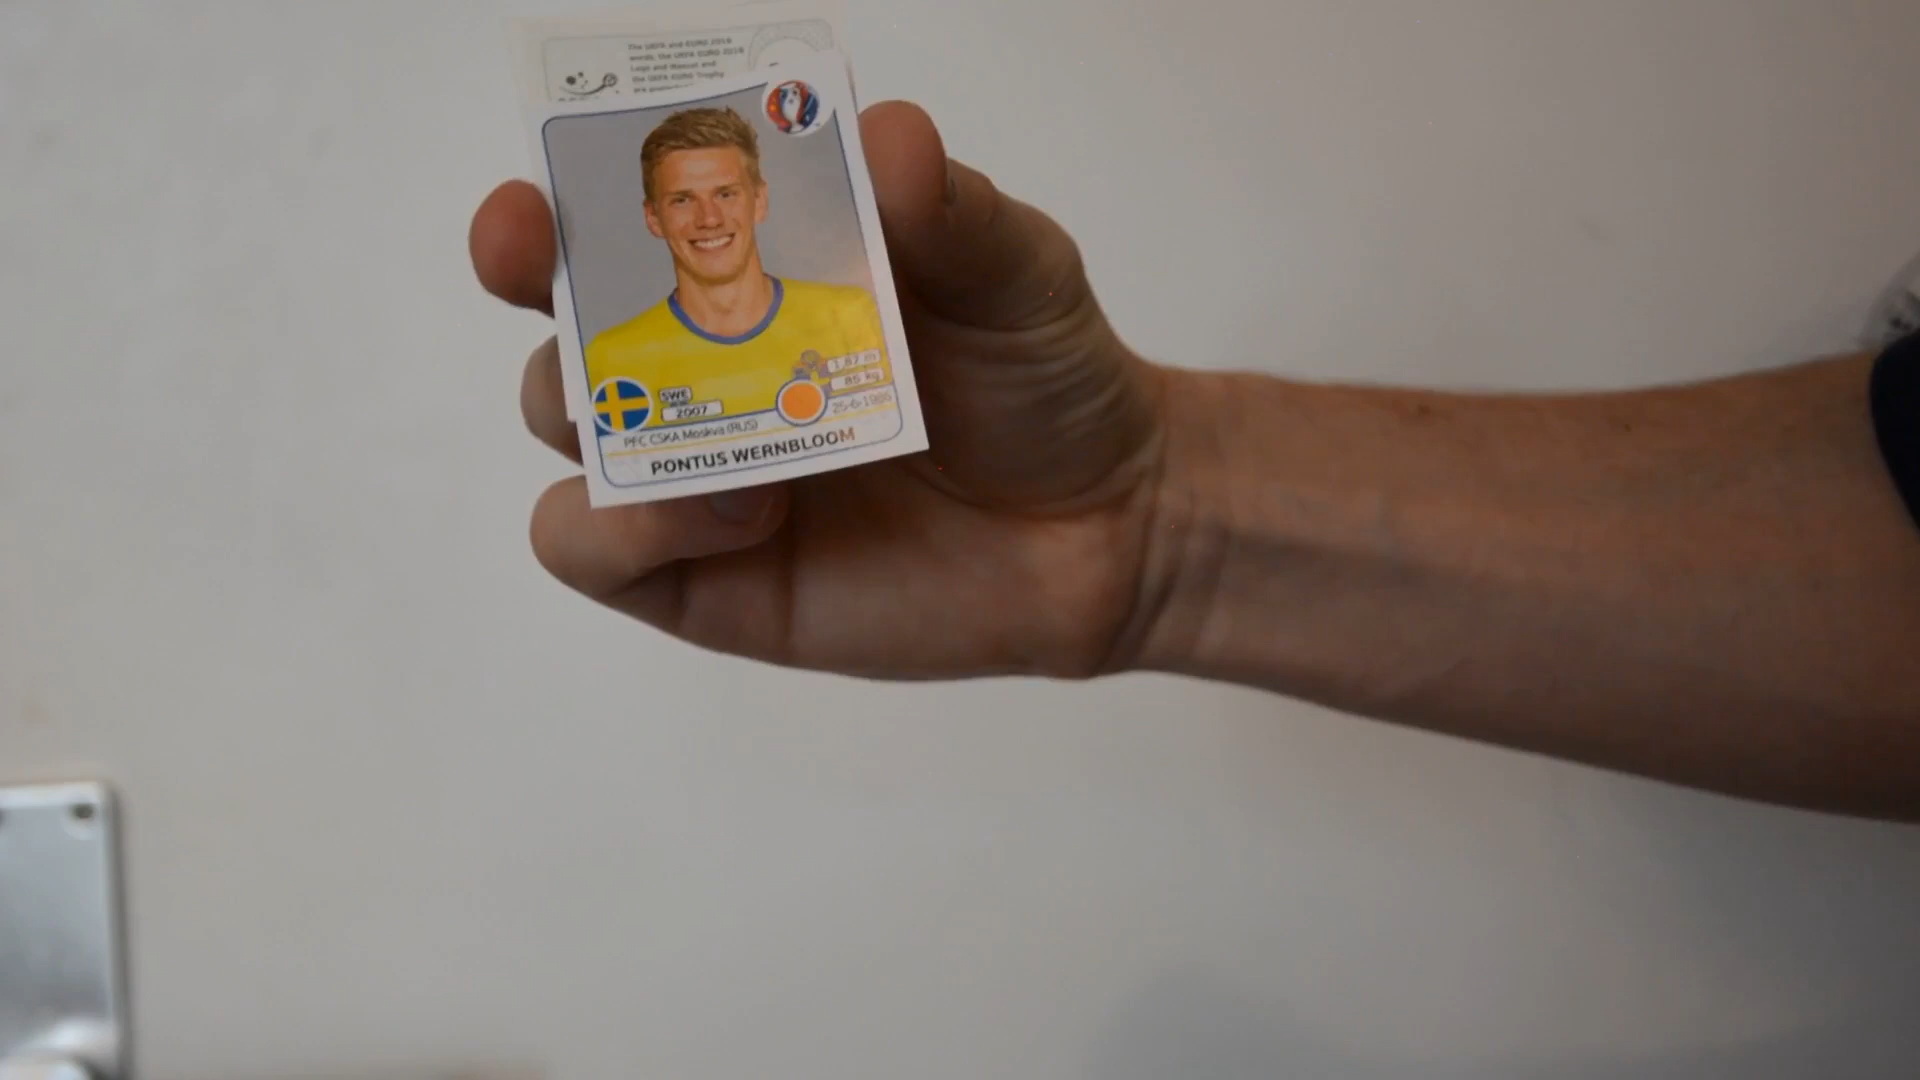 The UEFA and EURO 2016
words, the UEFA EURO 2016
Logo and Mascot and
the UEFA EURO Trophy
SWE
2007
1.87 m
85 kg
25-6-1986
PFC CSKA Moskva (RUS)
PONTUS WERNBLOOM